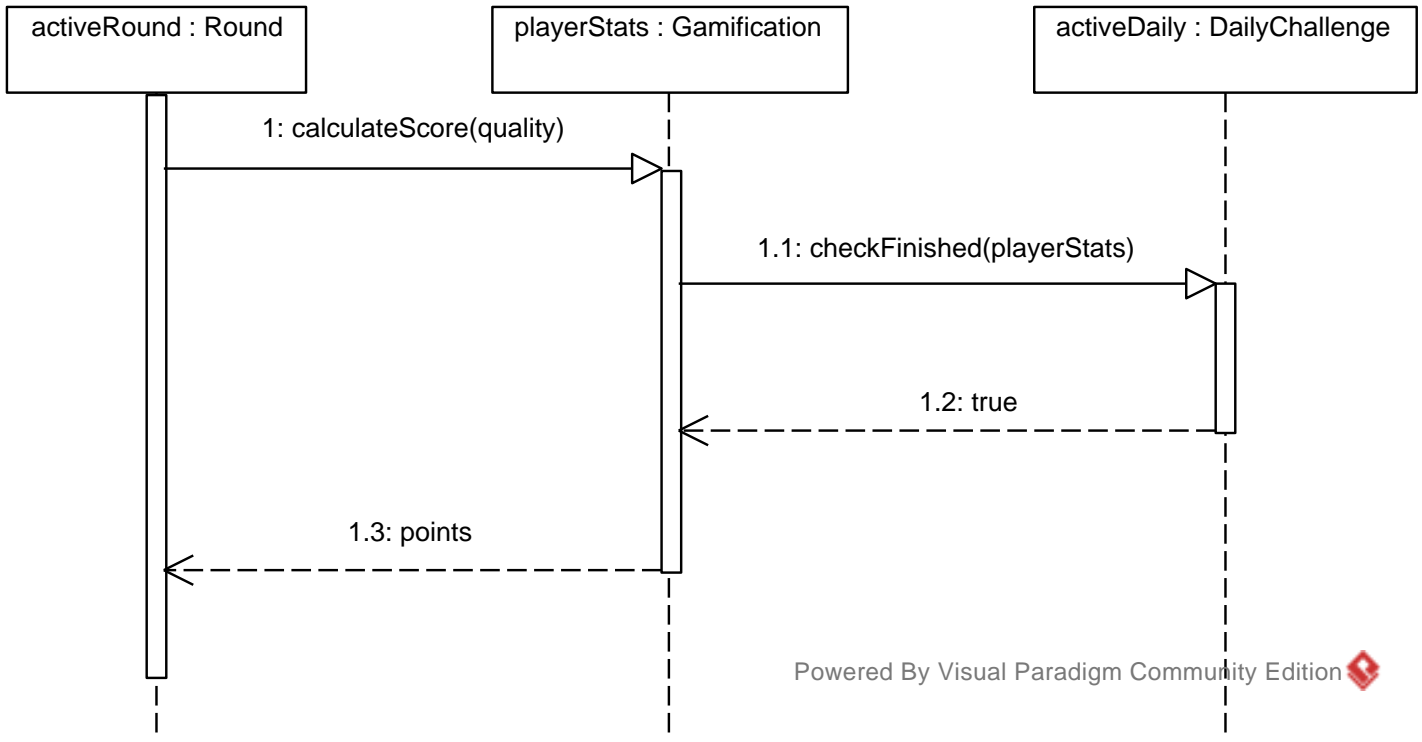 activeRound : Round
playerStats : Gamification
activeDaily : DailyChallenge
1: calculateScore(quality)
1.1: checkFinished(playerStats)
1.2: true
1.3: points
Powered By Visual Paradigm Community Edition